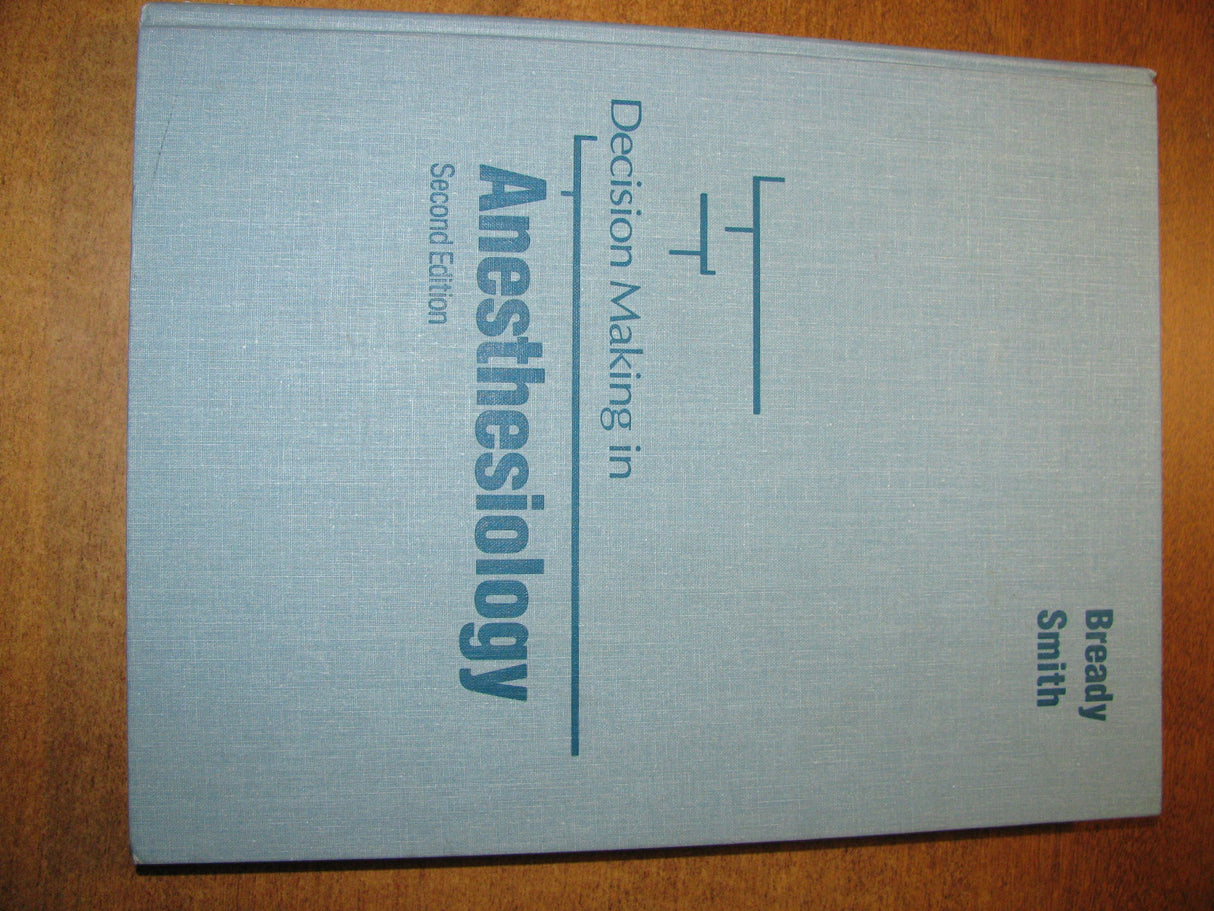 Bready
Smith
Decision Making in
Anesthesiology
Second Edition